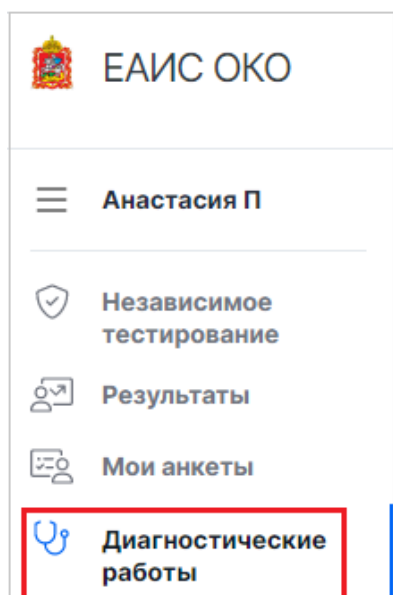 ЕАИС ОКО
Анастасия П
Независимое
тестирование
Результаты
Мои анкеты
Диагностические
работы